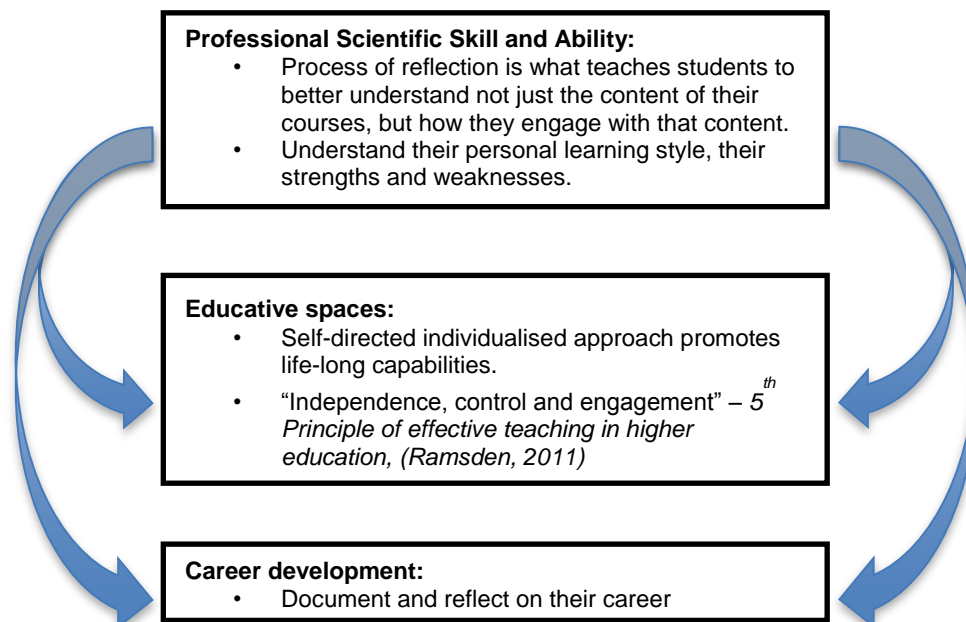 Professional Scientific Skill and Ability:
• Process of reflection is what teaches students to
better understand not just the content of their
courses, but how they engage with that content.
• Understand their personal learning style, their
strengths and weaknesses.
Educative spaces:
• Self-directed individualised approach promotes
life-long capabilities.
• “Independence, control and engagement” – 5th
Principle of effective teaching in higher
education, (Ramsden, 2011)
Career development:
• Document and reflect on their career